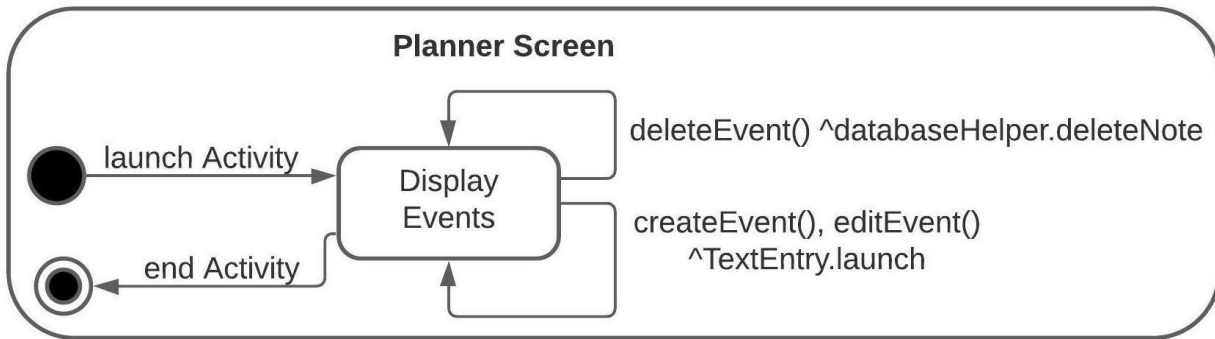 Planner Screen
deleteEvent() ^databaseHelper.deleteNote
launch Activity
Display
Events
createEvent(), editEvent()
^TextEntry.launch
end Activity